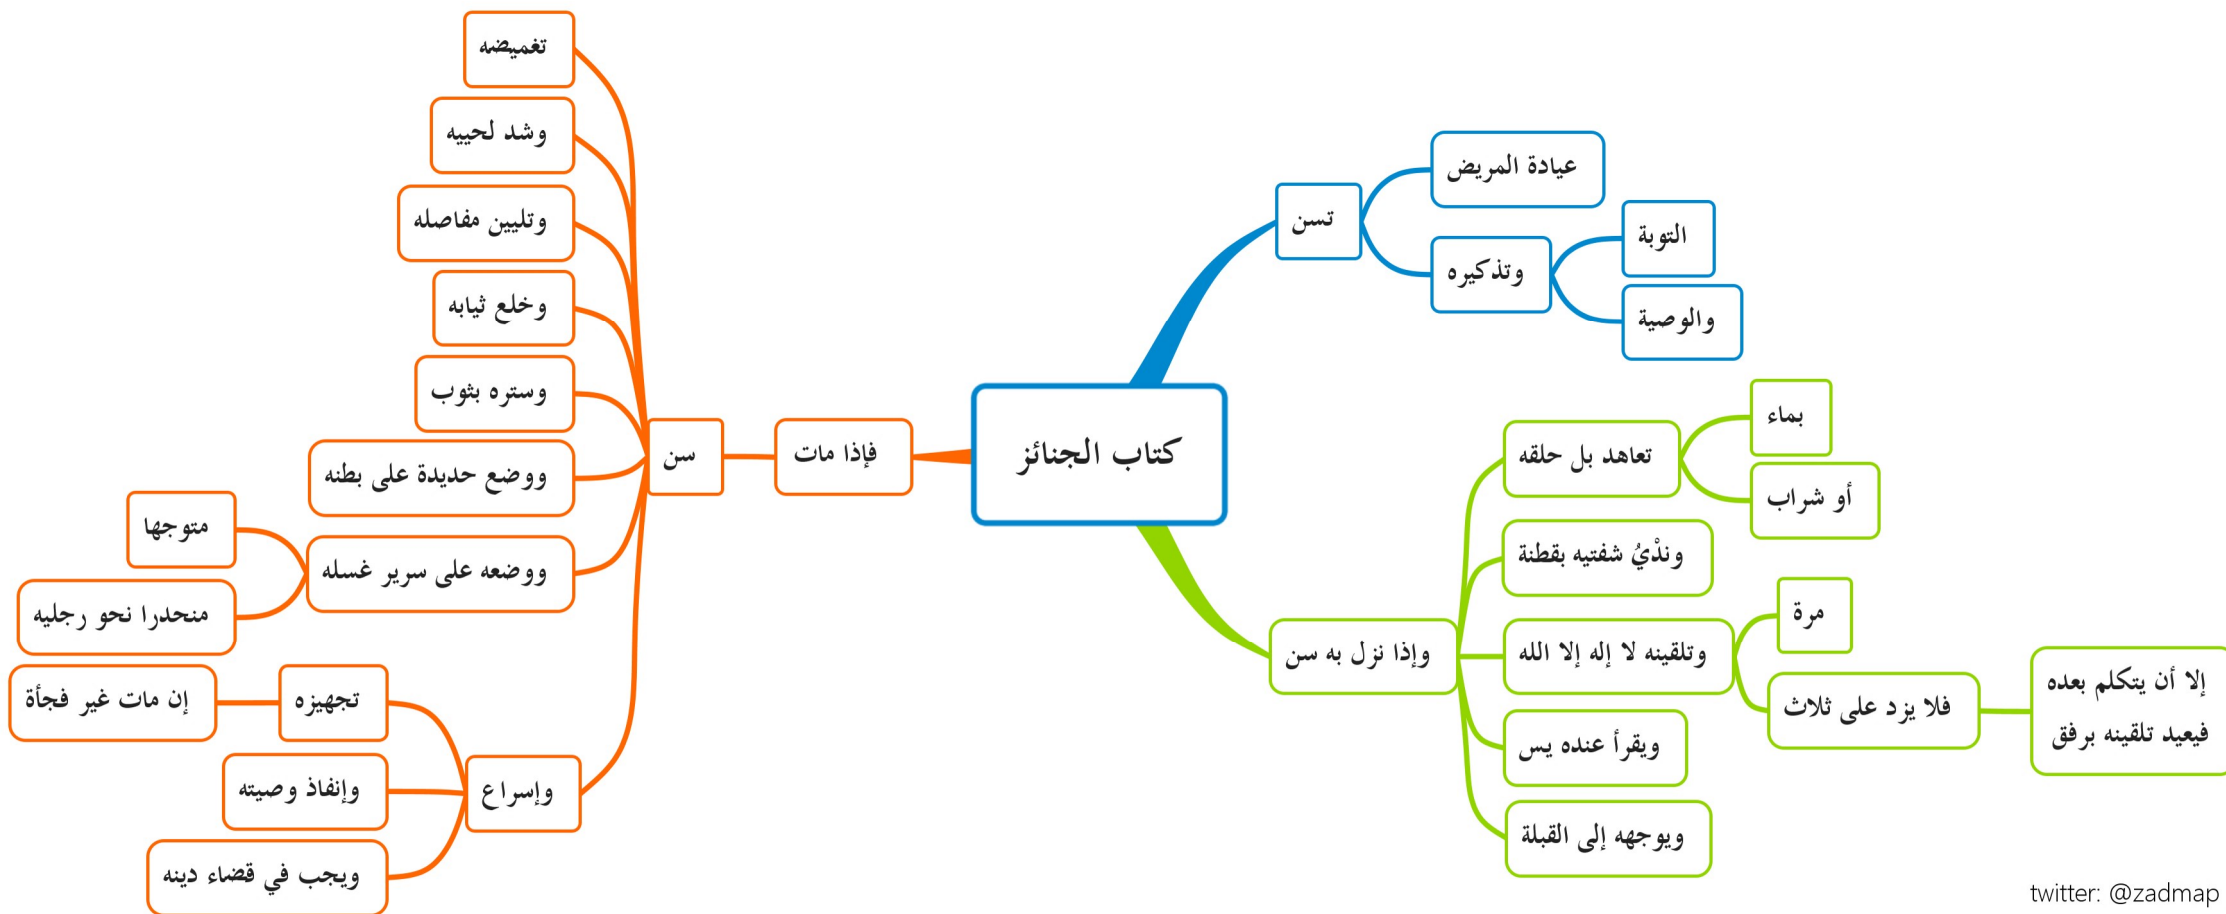 كتاب الجنائز
تسن
عيادة المريض
وتذكيره
التوبة
والوصية
وإذا نزل به سن
تعاهد بل حلقه
بماء
أو شراب
وندْيُ شفتيه بقطنة
وتلقينه لا إله إلا الله
مرة
فلا يزد على ثلاث
إلا أن يتكلم بعده
فيعيد تلقينه برفق
ويقرأ عنده يس
ويوجهه إلى القبلة
فإذا مات
سن
تغميضه
وشد لحييه
وتليين مفاصله
وخلع ثيابه
وستره بثوب
ووضع حديدة على بطنه
ووضعه على سرير غسله
متوجها
منحدرا نحو رجليه
وإسراع
تجهيزه
إن مات غير فجأة
وإنفاذ وصيته
ويجب في قضاء دينه
twitter: @zadmap